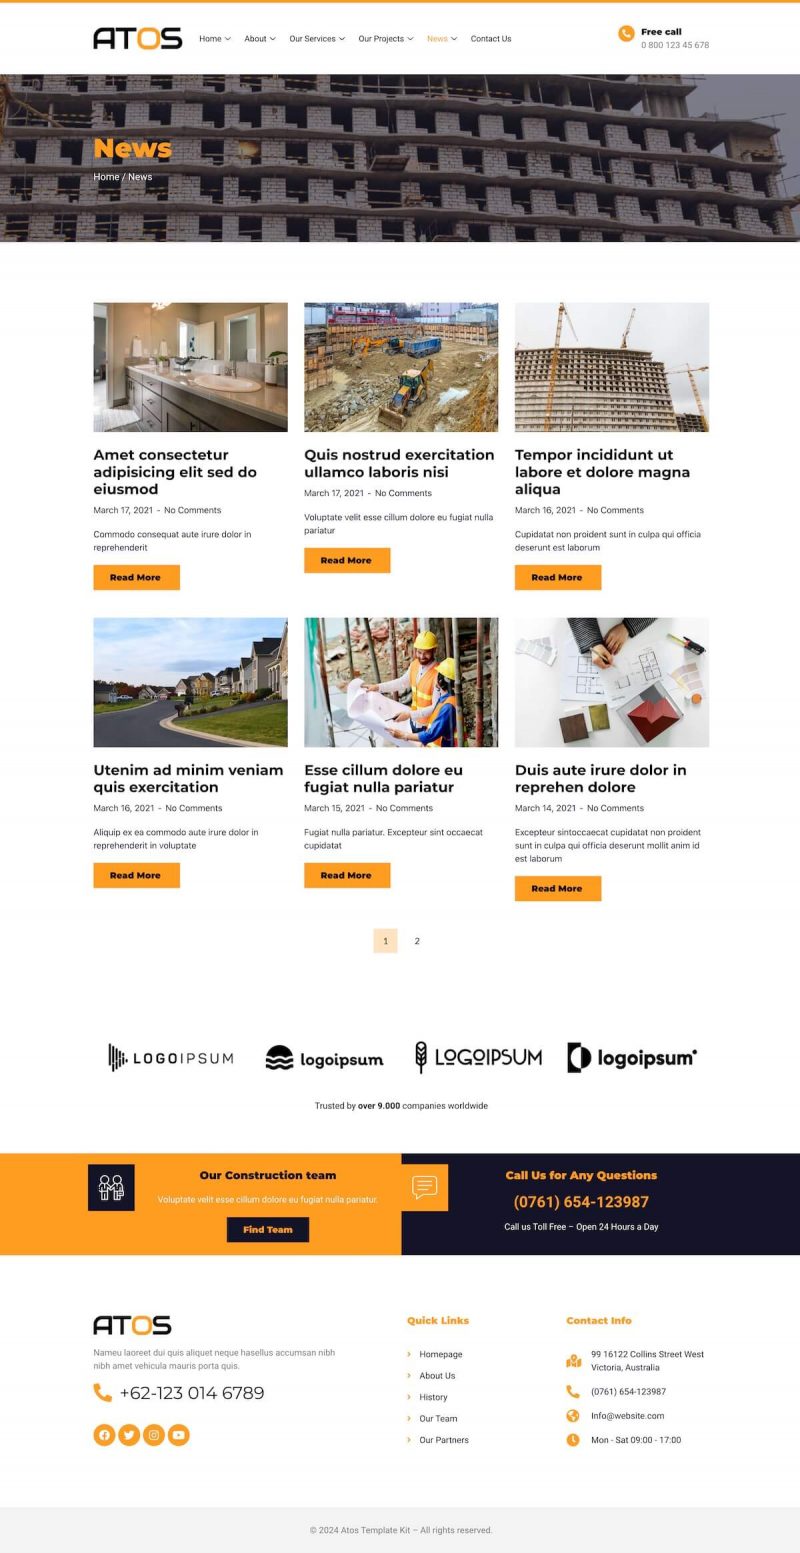 ATOS
Home
About
Our Services
Our Projects
News
Contact Us
Free call
0 800 123 45 678
News
Home / News
Amet consectetur
adipisicing elit sed do
eiusmod
March 17, 2021 - No Comments
Commodo consequat aute irure dolor in
reprehenderit
Read More
Quis nostrud exercitation
ullamco laboris nisi
March 17, 2021 - No Comments
Voluptate velit esse cillum dolore eu fugiat nulla
pariatur
Read More
Tempor incididunt ut
labore et dolore magna
aliqua
March 16, 2021 - No Comments
Cupidatat non proident sunt in culpa qui officia
deserunt est laborum
Read More
Utenim ad minim veniam
quis exercitation
March 16, 2021 - No Comments
Aliquip ex ea commodo aute irure dolor in
reprehenderit in voluptate
Read More
Esse cillum dolore eu
fugiat nulla pariatur
March 15, 2021 - No Comments
Fugiat nulla pariatur. Excepteur sint occaecat
cupidatat
Read More
Duis aute irure dolor in
reprehen dolore
March 14, 2021 - No Comments
Excepteur sintoccaecat cupidatat non proident
sunt in culpa qui officia deserunt mollit anim id
est laborum
Read More
1 2
LOGOIPSUM
logoipsum
LOGOIPSUM
logoipsum
Trusted by over 9.000 companies worldwide
Our Construction team
Voluptate velit esse cillum dolore eu fugiat nulla pariatur.
Find Team
Call Us for Any Questions
(0761) 654-123987
Call us Toll Free – Open 24 Hours a Day
ATOS
Nameu laoreet dui quis aliquet neque hasellus accumsan nibh
nibh amet vehicula mauris porta quis.
+62-123 014 6789
Quick Links
Homepage
About Us
History
Our Team
Our Partners
Contact Info
99 16122 Collins Street West
Victoria, Australia
(0761) 654-123987
Info@website.com
Mon - Sat 09:00 - 17:00
© 2024 Atos Template Kit – All rights reserved.